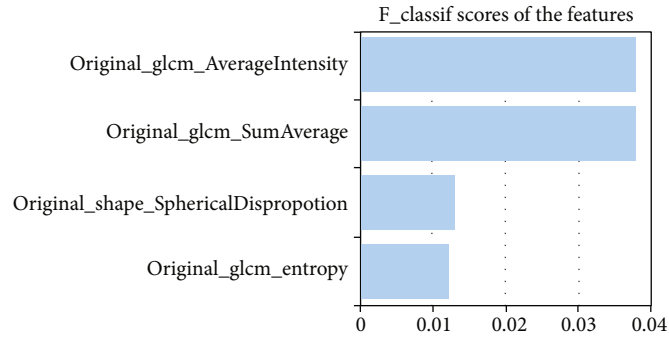 F_classif scores of the features
Original_glcm_AverageIntensity
Original_glcm_SumAverage
Original_shape_SphericalDispropotion
Original_glcm_entropy
0 0.01 0.02 0.03 0.04